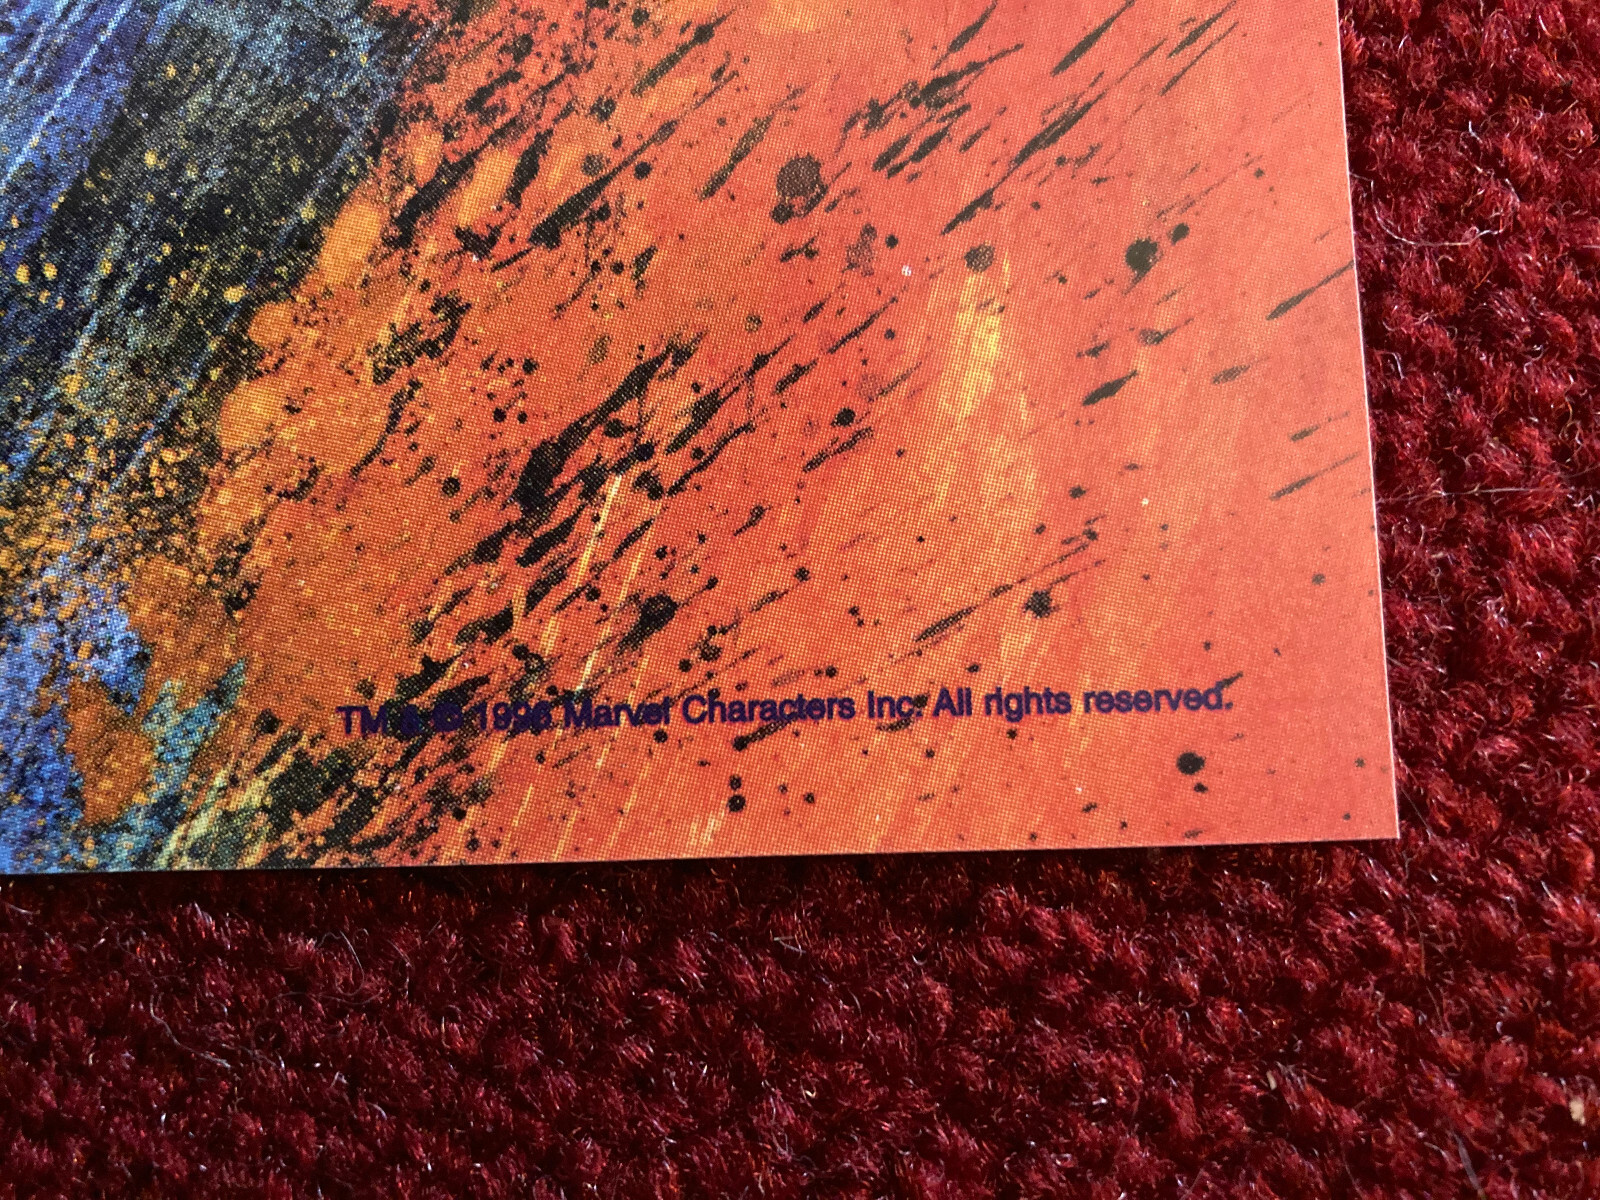 TM & © 1996 Marvel Characters Inc. All rights reserved.